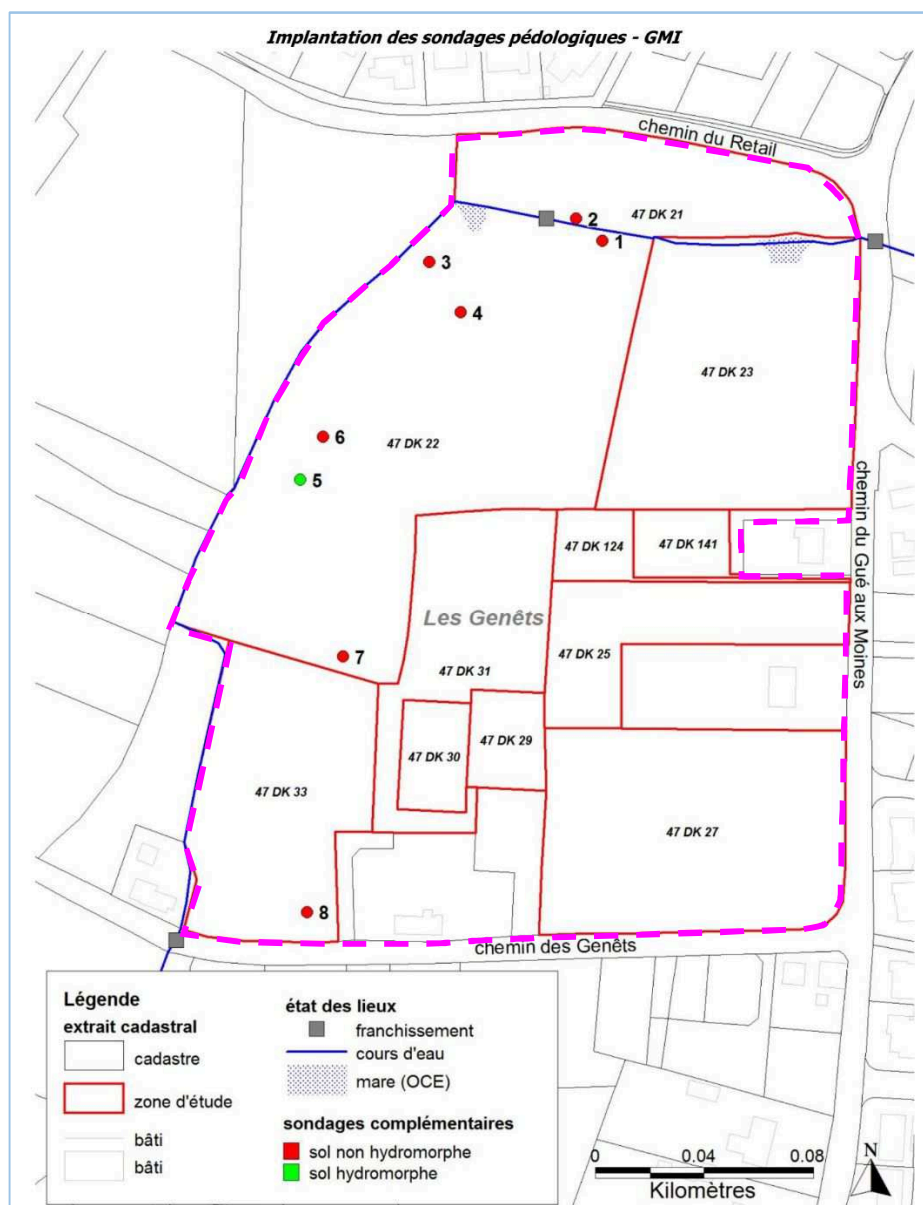 Implantation des sondages pédologiques - GMI
chemin du Retail
2
47 DK 21
1
3
4
47 DK 23
6
47 DK 22
5
chemin du Gué aux Moines
47 DK 124
47 DK 141
Les Genêts
7
47 DK 25
47 DK 31
47 DK 29
47 DK 30
47 DK 33
47 DK 27
8
chemin des Genêts
Légende
extrait cadastral
cadastre
zone d'étude
bâti
bâti
état des lieux
franchissement
cours d'eau
mare (OCE)
sondages complémentaires
sol non hydromorphe
sol hydromorphe
N
0 0.04 0.08
Kilomètres